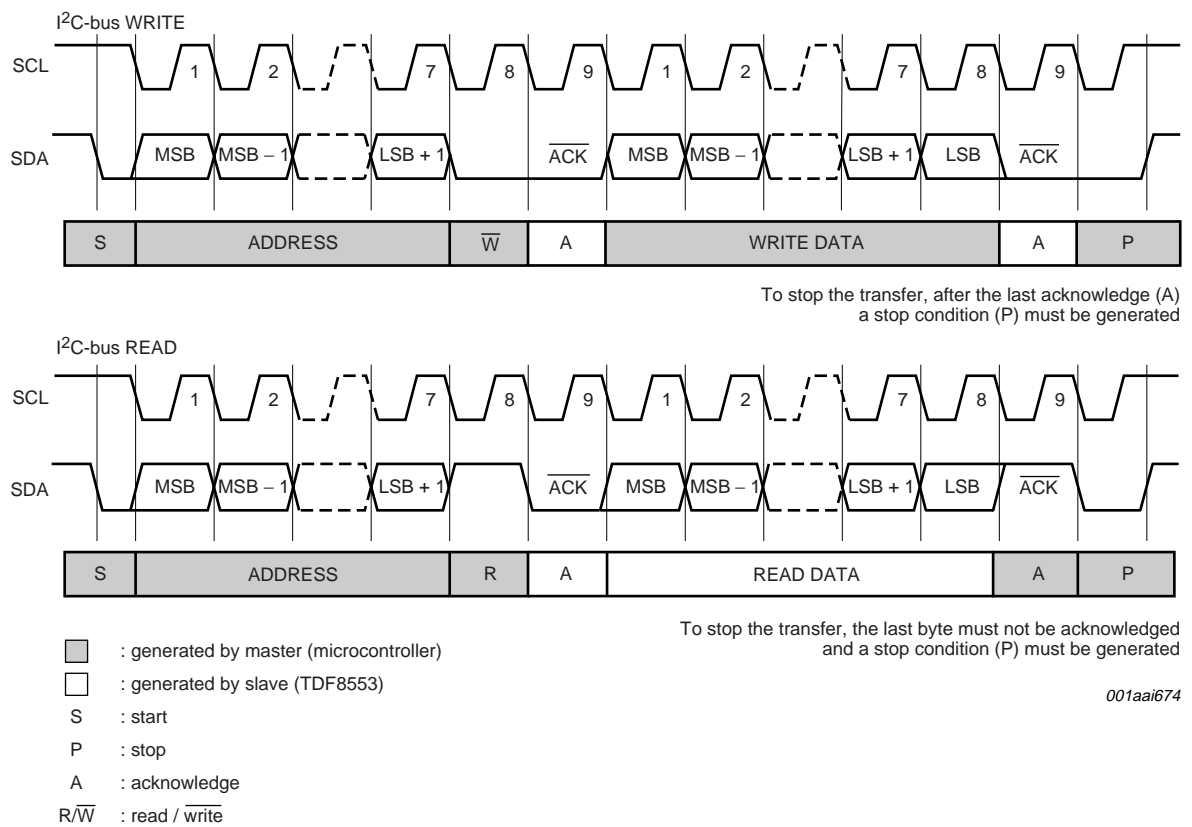 I2C-bus WRITE
SCL 1 2 7 8 9 1 2 7 8 9
SDA MSB MSB − 1 LSB + 1 ACK MSB MSB − 1 LSB + 1 LSB ACK
S ADDRESS W A WRITE DATA A P
To stop the transfer, after the last acknowledge (A)
a stop condition (P) must be generated
I2C-bus READ
SCL 1 2 7 8 9 1 2 7 8 9
SDA MSB MSB − 1 LSB + 1 ACK MSB MSB − 1 LSB + 1 LSB ACK
S ADDRESS R A READ DATA A P
To stop the transfer, the last byte must not be acknowledged
and a stop condition (P) must be generated
: generated by master (microcontroller)
: generated by slave (TDF8553)
001aai674
S : start
P : stop
A : acknowledge
R/W : read / write